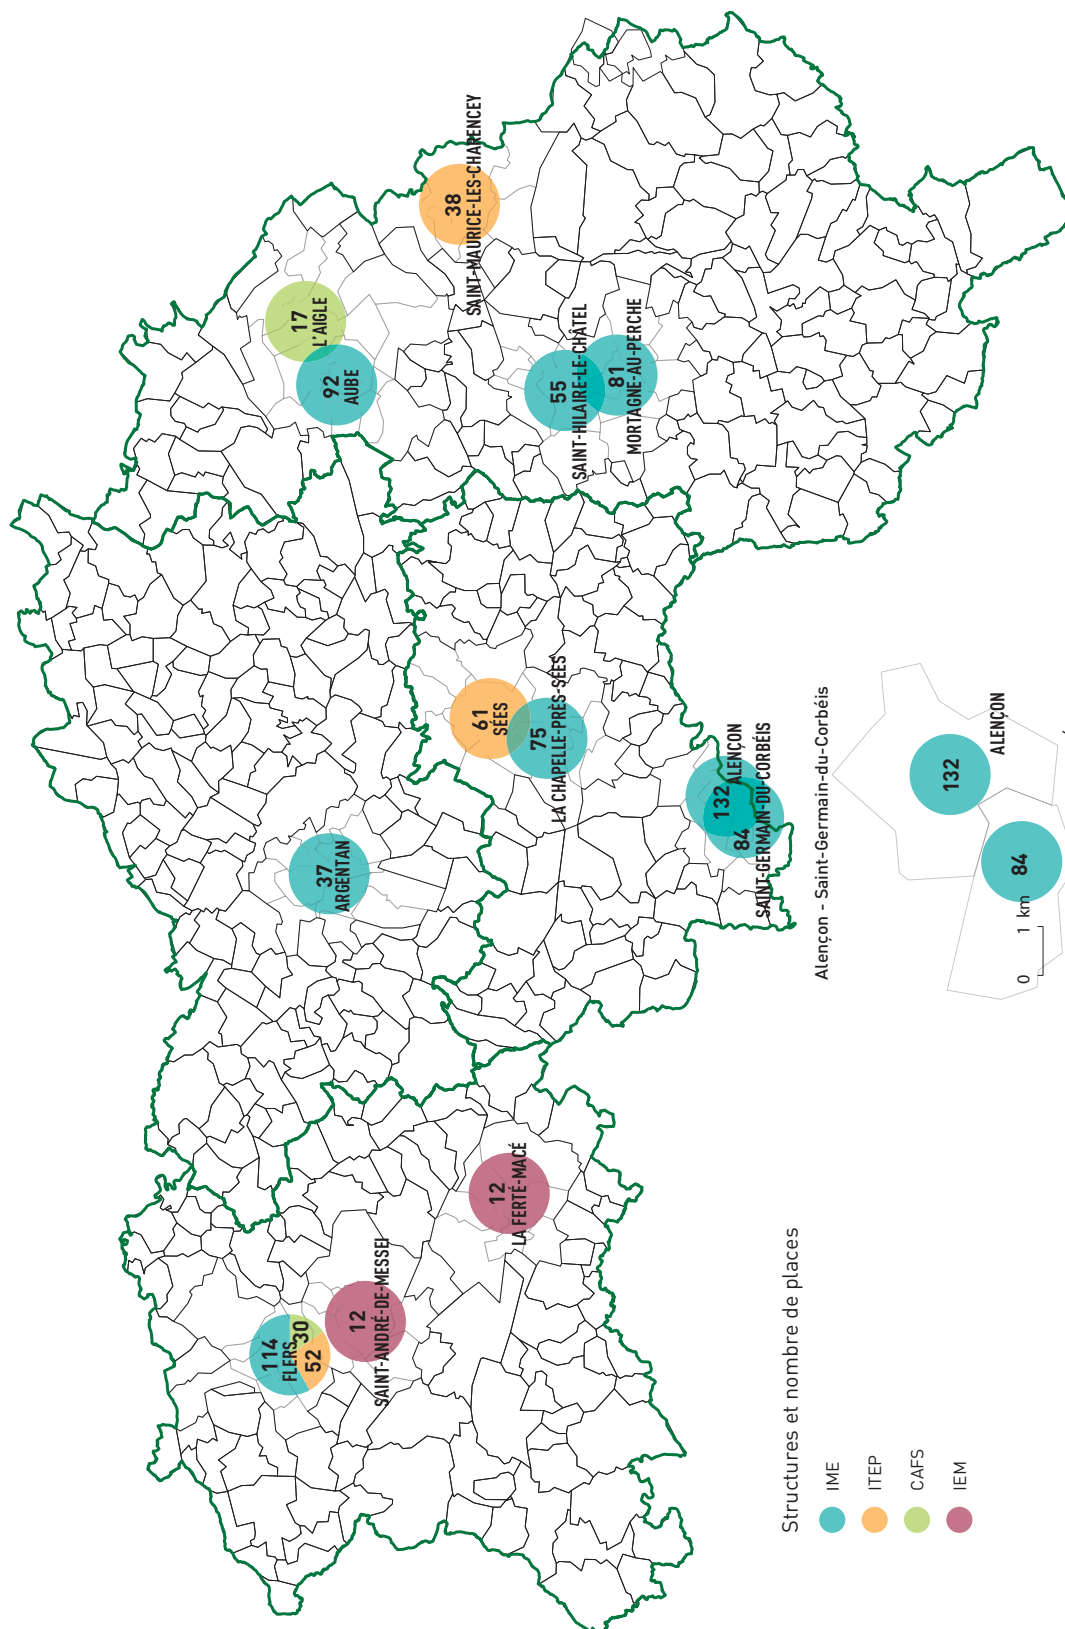 114
FLERS
52
30
12
SAINT-ANDRÉ-DE-MESSEI
12
LA FERTÉ-MACÉ
37
ARGENTAN
61
SÉES
75
LA CHAPELLE-PRÈS-SÉES
132
ALENÇON
84
SAINT-GERMAIN-DU-CORBÉIS
17
L'AIGLE
92
AUBE
38
SAINT-MAURICE-LES-CHARENCEY
55
SAINT-HILAIRE-LE-CHÂTEL
81
MORTAGNE-AU-PERCHE
Structures et nombre de places
IME
ITEP
CAFS
IEM
Alençon - Saint-Germain-du-Corbéis
132
ALENÇON
84
0 1 km